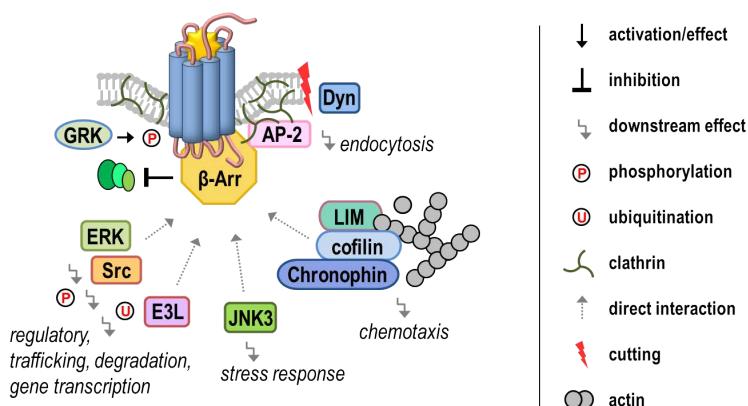 Dyn
GRK
P
AP-2
endocytosis
β-Arr
LIM
ERK
cofilin
Src
Chronophin
P
U
E3L
JNK3
chemotaxis
regulatory,
trafficking, degradation,
gene transcription
stress response
activation/effect
inhibition
downstream effect
P phosphorylation
U ubiquitination
clathrin
direct interaction
cutting
actin